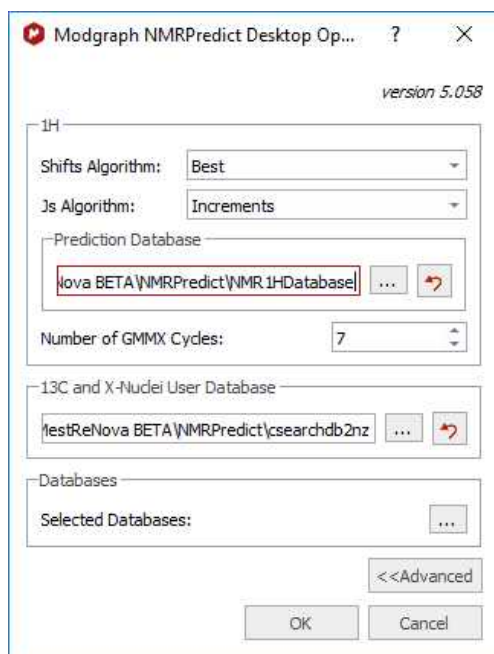 Modgraph NMRPredict Desktop Op... ?
version 5.058
1H
Shifts Algorithm: Best
Js Algorithm: Increments
Prediction Database
Nova BETA\NMRPredict\NMR1HDatabase ...
Number of GMMX Cycles: 7
13C and X-Nuclei User Database
MestReNova BETA\NMRPredict\csearchdb2nz ...
Databases
Selected Databases: ...
<<Advanced
OK Cancel